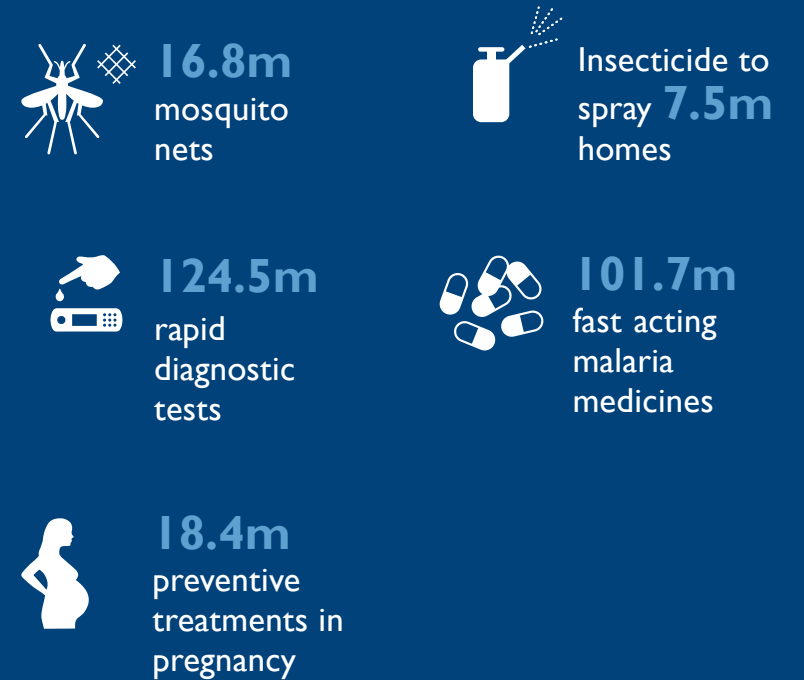 16.8m
mosquito
nets
Insecticide to
spray 7.5m
homes
124.5m
rapid
diagnostic
tests
101.7m
fast acting
malaria
medicines
18.4m
preventive
treatments in
pregnancy